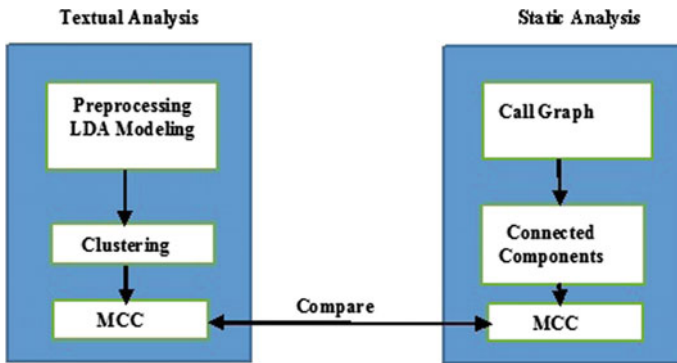 Textual Analysis
Preprocessing
LDA Modeling
Clustering
MCC
Compare
Static Analysis
Call Graph
Connected
Components
MCC